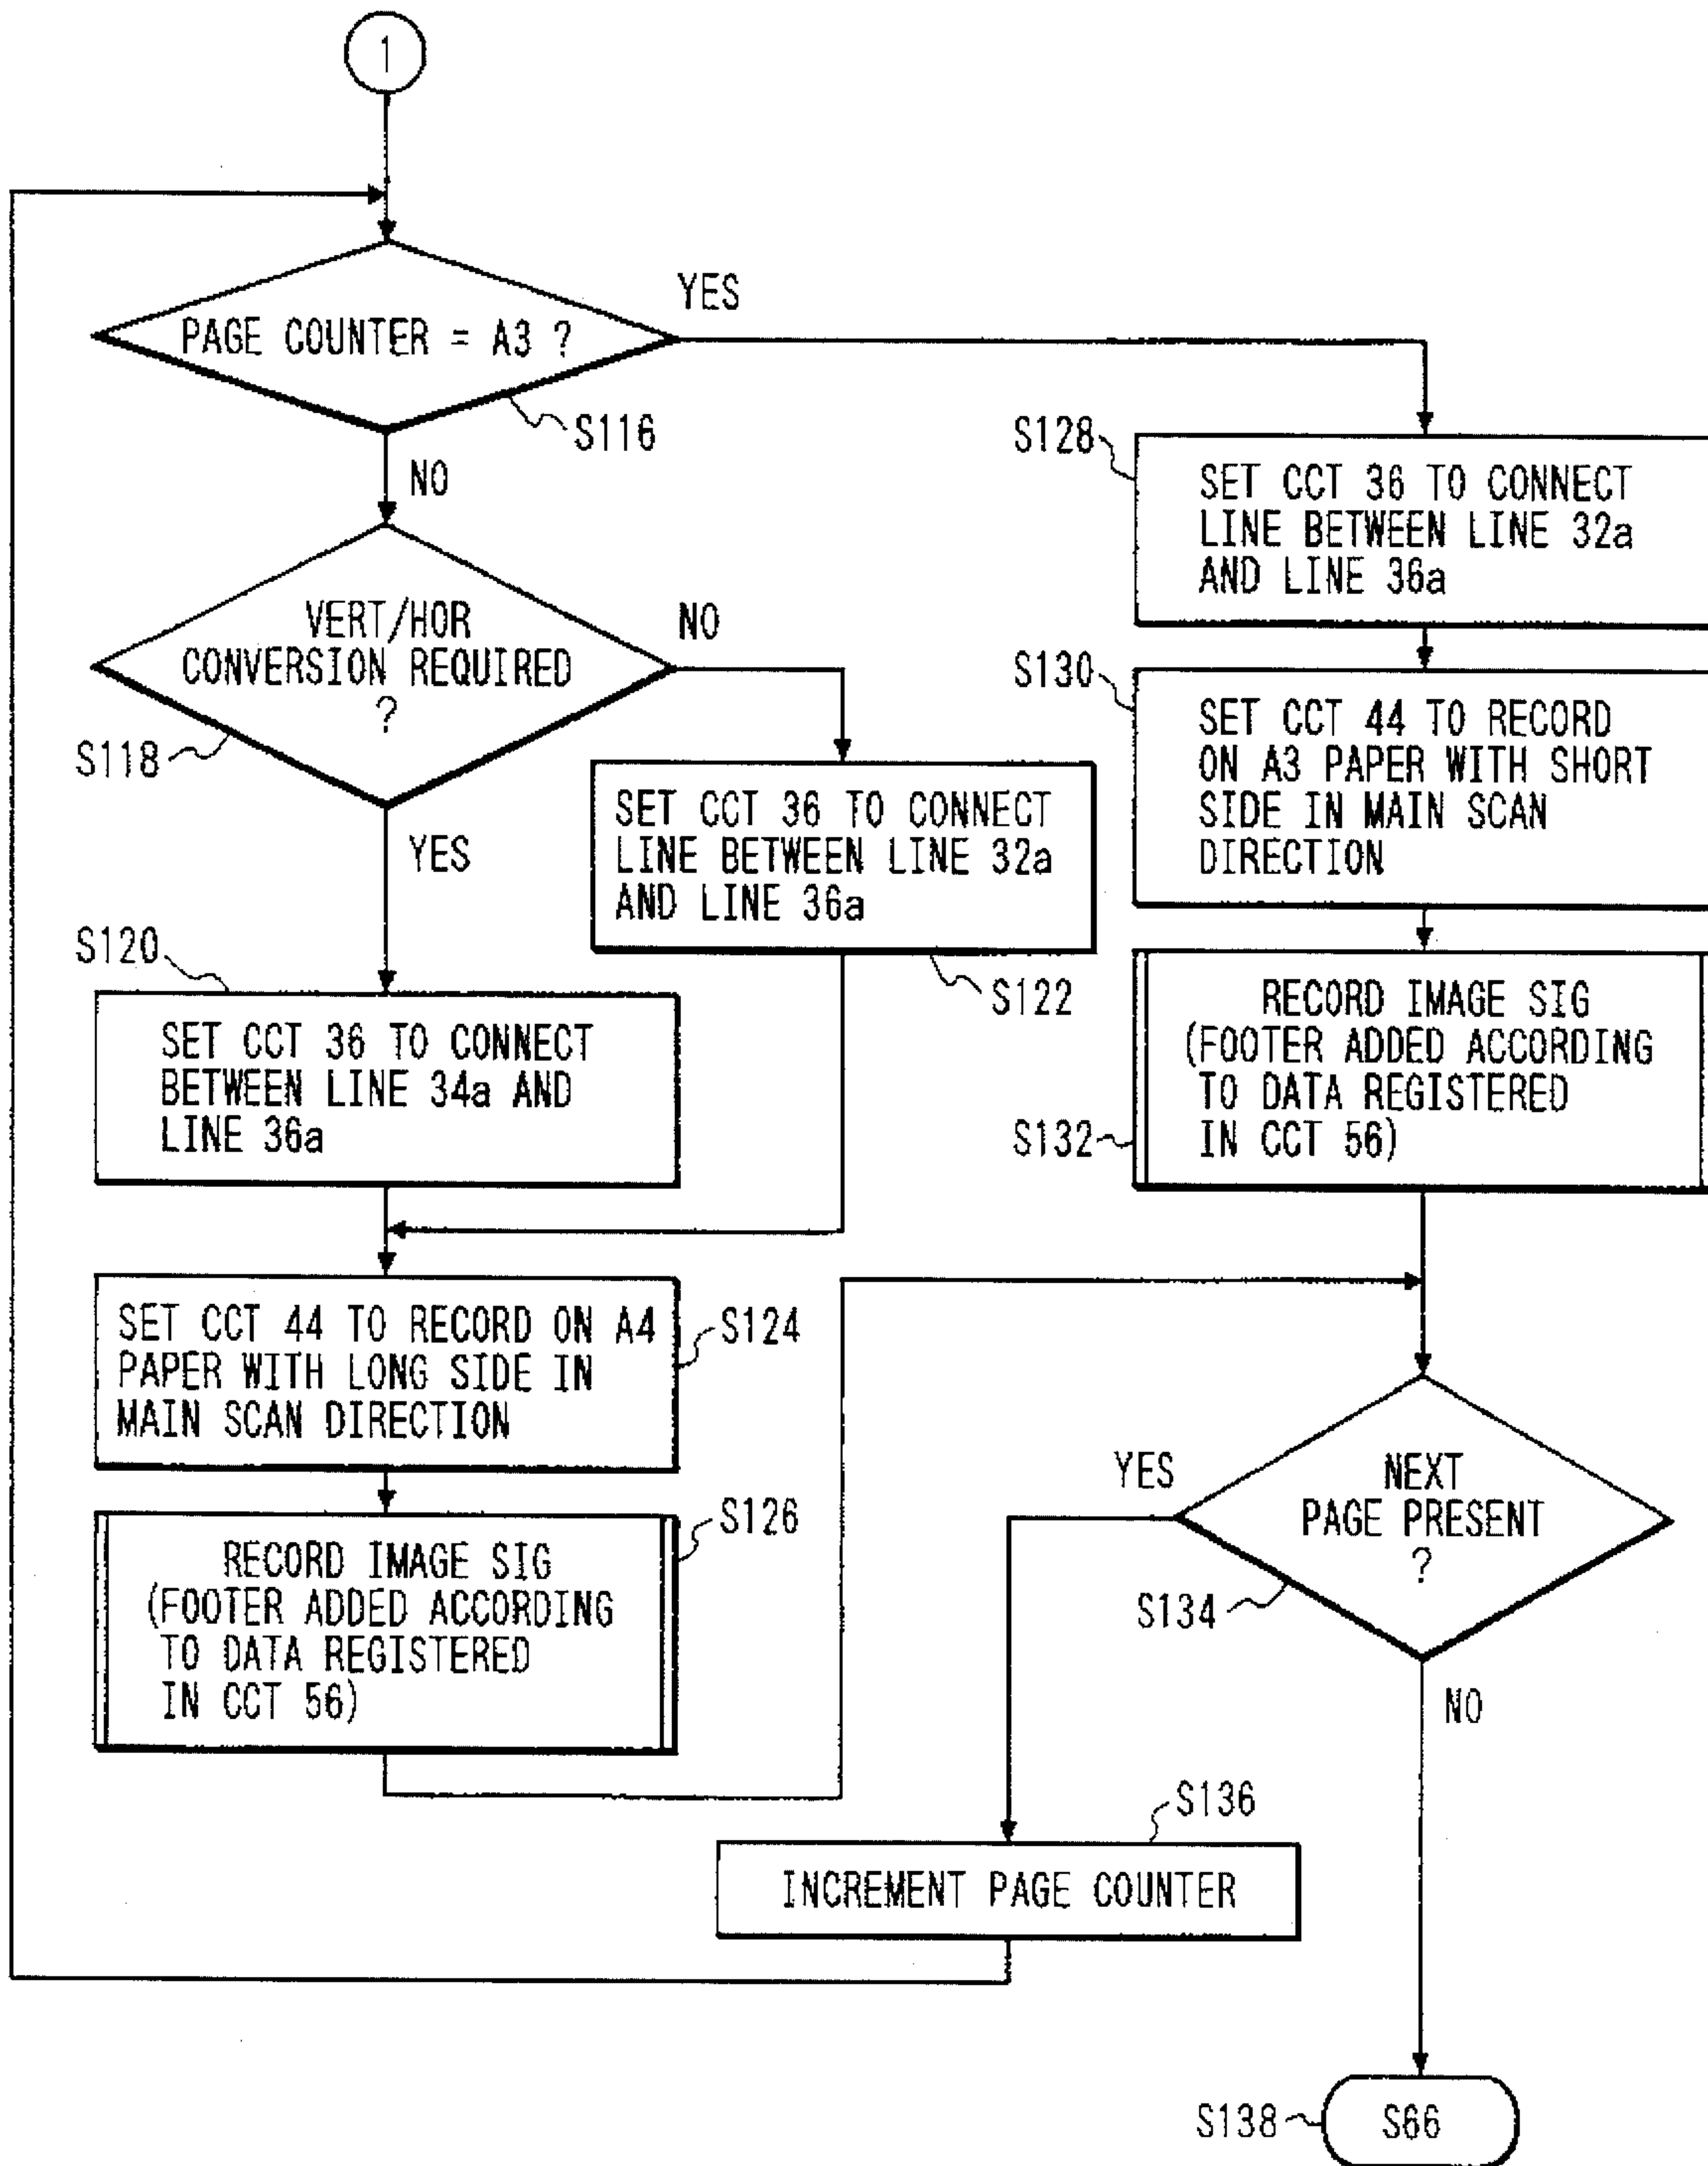 1
PAGE COUNTER = A3 ?
YES
S116
NO
VERT/HOR
CONVERSION REQUIRED
?
NO
S118
YES
SET CCT 36 TO CONNECT
LINE BETWEEN LINE 32a
AND LINE 36a
S122
S120
SET CCT 36 TO CONNECT
BETWEEN LINE 34a AND
LINE 36a
SET CCT 44 TO RECORD ON A4
PAPER WITH LONG SIDE IN
MAIN SCAN DIRECTION
S124
S126
RECORD IMAGE SIG
(FOOTER ADDED ACCORDING
TO DATA REGISTERED
IN CCT 56)
S128
SET CCT 36 TO CONNECT
LINE BETWEEN LINE 32a
AND LINE 36a
S130
SET CCT 44 TO RECORD
ON A3 PAPER WITH SHORT
SIDE IN MAIN SCAN
DIRECTION
RECORD IMAGE SIG
(FOOTER ADDED ACCORDING
TO DATA REGISTERED
IN CCT 56)
S132
YES
NEXT
PAGE PRESENT
?
S134
NO
S136
INCREMENT PAGE COUNTER
S138
S66